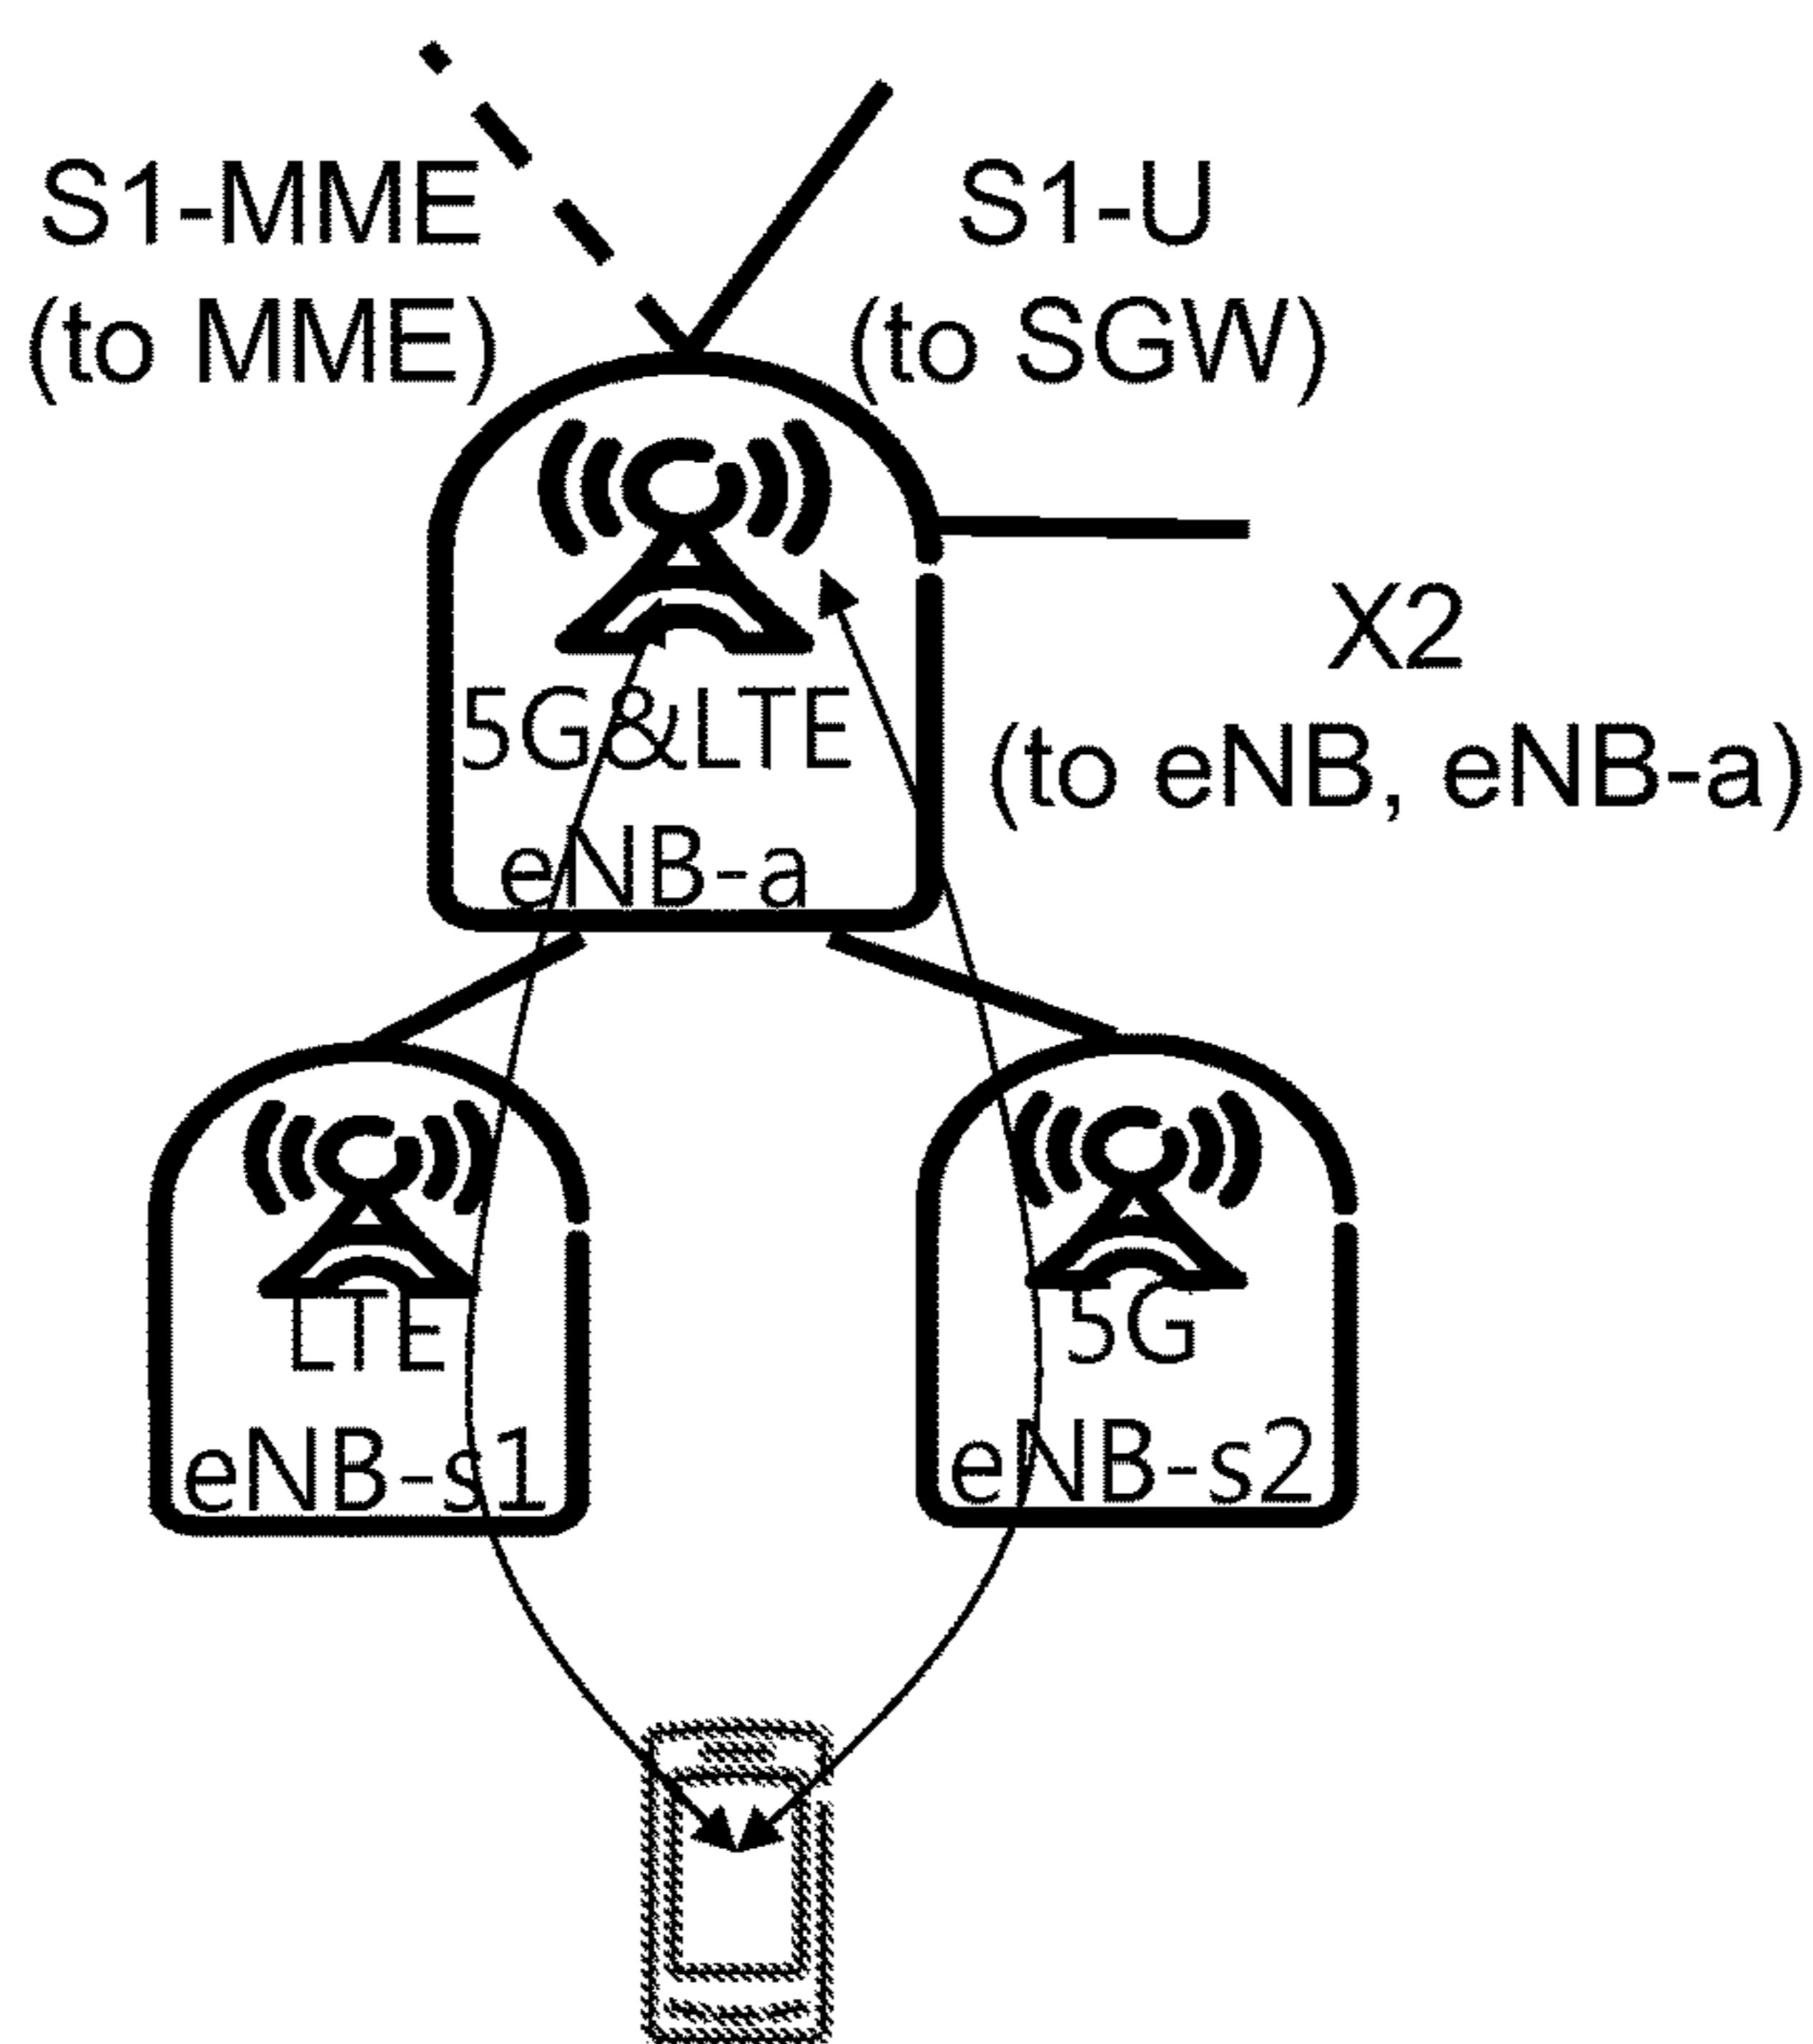 S1-MME
(to MME)
S1-U
(to SGW)
X2
(to eNB, eNB-a)
5G&LTE
eNB-a
LTE
eNB-s1
5G
eNB-s2